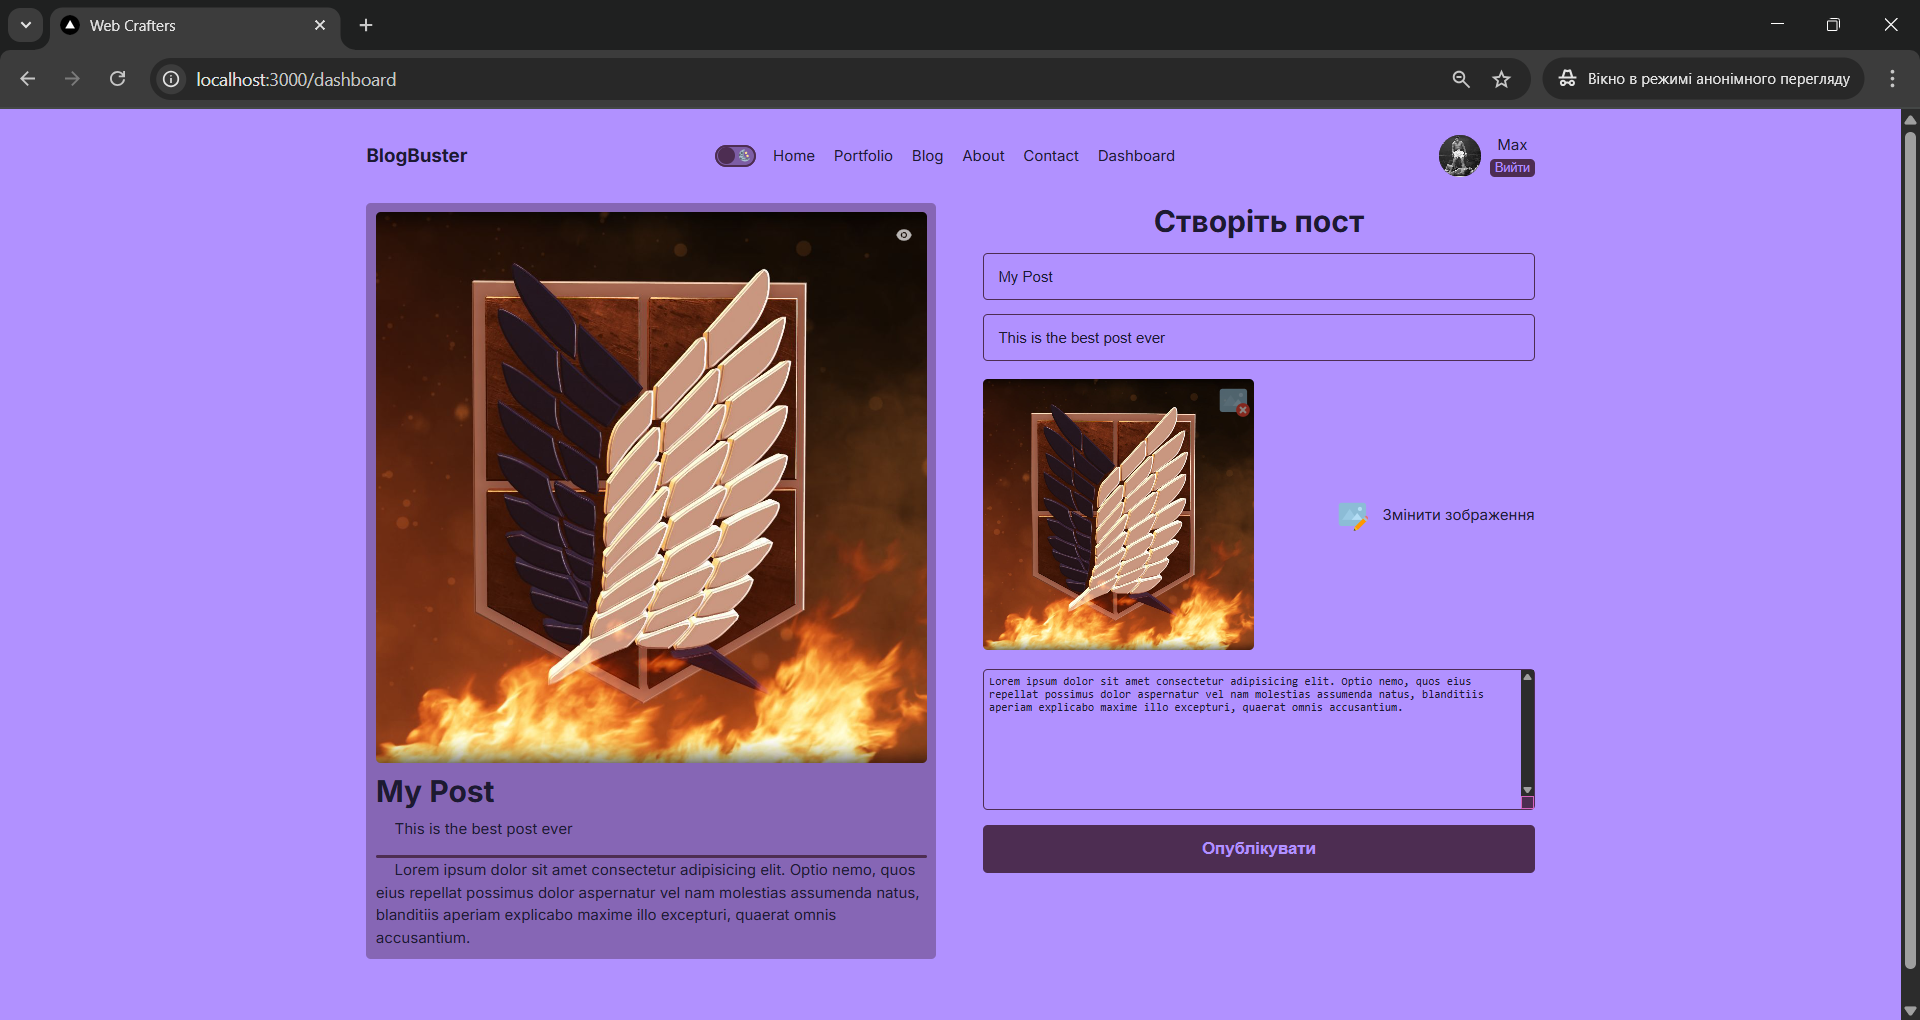 Web Crafters
localhost:3000/dashboard
Вікно в режимі анонімного перегляду
BlogBuster
Home Portfolio Blog About Contact Dashboard
Max
Вийти
My Post
This is the best post ever
Lorem ipsum dolor sit amet consectetur adipisicing elit. Optio nemo, quos
eius repellat possimus dolor aspernatur vel nam molestias assumenda natus,
blanditiis aperiam explicabo maxime illo excepturi, quaerat omnis
accusantium.
Створіть пост
My Post
This is the best post ever
Змінити зображення
Lorem ipsum dolor sit amet consectetur adipisicing elit. Optio nemo, quos eius
repellat possimus dolor aspernatur vel nam molestias assumenda natus, blanditiis
aperiam explicabo maxime illo excepturi, quaerat omnis accusantium.
Опублікувати